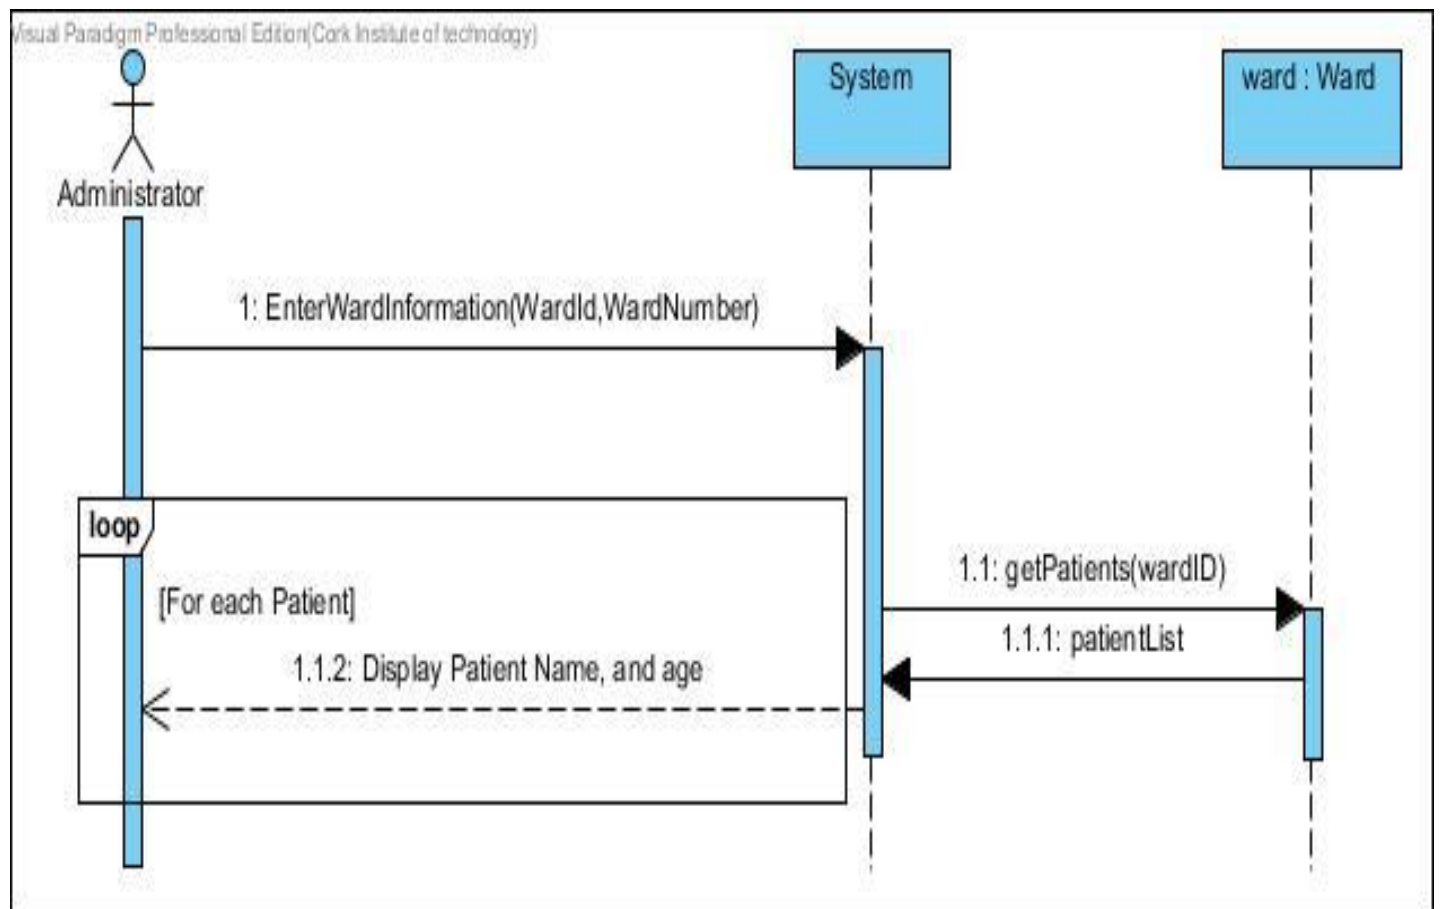 Visual Paradigm Professional Edition(Cork Institute of technology)
System
ward : Ward
Administrator
1: EnterWardInformation(WardId,WardNumber)
loop
1.1: getPatients(wardID)
[For each Patient]
1.1.1: patientList
1.1.2: Display Patient Name, and age